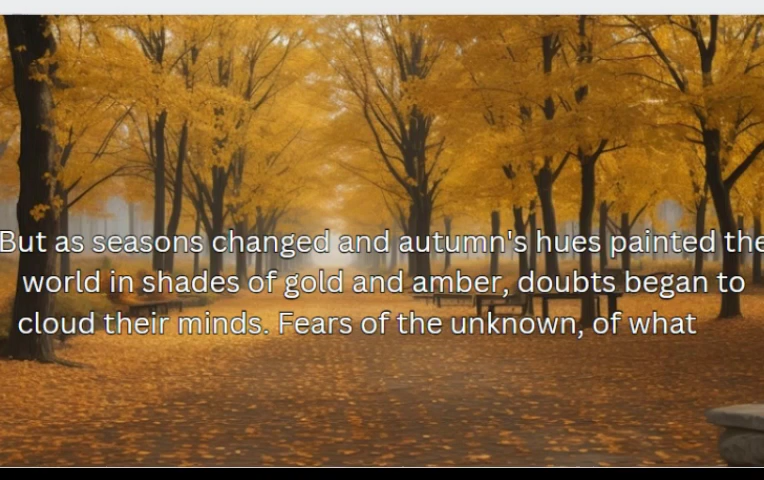 But as seasons changed and autumn's hues painted the
world in shades of gold and amber, doubts began to
cloud their minds. Fears of the unknown, of what